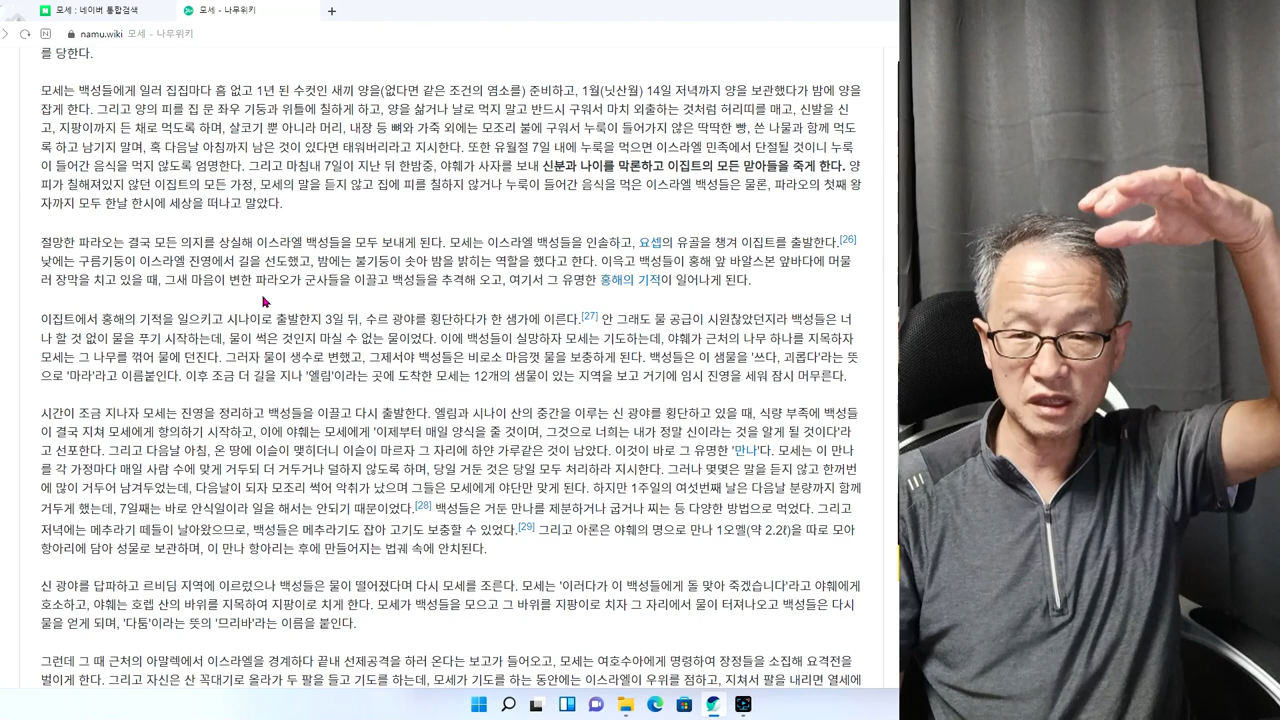 모세 : 네이버 통합검색
모세 - 나무위키
namu.wiki 모세 - 나무위키
를 당한다.
모세는 백성들에게 일러 집집마다 흠 없고 1년 된 수컷인 새끼 양을(없다면 같은 조건의 염소를) 준비하고, 1월(닛산월) 14일 저녁까지 양을 보관했다가 밤에 양을
잡게 한다. 그리고 양의 피를 집 문 좌우 기둥과 위틀에 칠하게 하고, 양을 삶거나 날로 먹지 말고 반드시 구워서 마치 외출하는 것처럼 허리띠를 매고, 신발을 신
고, 지팡이까지 든 채로 먹도록 하며, 살코기 뿐 아니라 머리, 내장 등 뼈와 가죽 외에는 모조리 불에 구워서 누룩이 들어가지 않은 딱딱한 빵, 쓴 나물과 함께 먹도
록 하고 남기지 말며, 혹 다음날 아침까지 남은 것이 있다면 태워버리라고 지시한다. 또한 유월절 7일 내에 누룩을 먹으면 이스라엘 민족에서 단절될 것이니 누룩
이 들어간 음식을 먹지 않도록 엄명한다. 그리고 마침내 7일이 지난 뒤 한밤중, 야훼가 사자를 보내 신분과 나이를 막론하고 이집트의 모든 맏아들을 죽게 한다. 양
피가 칠해져있지 않던 이집트의 모든 가정, 모세의 말을 듣지 않고 집에 피를 칠하지 않거나 누룩이 들어간 음식을 먹은 이스라엘 백성들은 물론, 파라오의 첫째 왕
자까지 모두 한날 한시에 세상을 떠나고 말았다.
절망한 파라오는 결국 모든 의지를 상실해 이스라엘 백성들을 모두 보내게 된다. 모세는 이스라엘 백성들을 인솔하고, 요셉의 유골을 챙겨 이집트를 출발한다.[26]
낮에는 구름기둥이 이스라엘 진영에서 길을 선도했고, 밤에는 불기둥이 솟아 밤을 밝히는 역할을 했다고 한다. 이윽고 백성들이 홍해 앞 바알스본 앞바다에 머물
러 장막을 치고 있을 때, 그새 마음이 변한 파라오가 군사들을 이끌고 백성들을 추격해 오고, 여기서 그 유명한 홍해의 기적이 일어나게 된다.
이집트에서 홍해의 기적을 일으키고 시나이로 출발한지 3일 뒤, 수르 광야를 횡단하다가 한 샘가에 이른다.[27] 안 그래도 물 공급이 시원찮았던지라 백성들은 너
나 할 것 없이 물을 푸기 시작하는데, 물이 썩은 것인지 마실 수 없는 물이었다. 이에 백성들이 실망하자 모세는 기도하는데, 야훼가 근처의 나무 하나를 지목하자
모세는 그 나무를 꺾어 물에 던진다. 그러자 물이 생수로 변했고, 그제서야 백성들은 비로소 마음껏 물을 보충하게 된다. 백성들은 이 샘물을 '쓰다, 괴롭다'라는 뜻
으로 '마라'라고 이름붙인다. 이후 조금 더 길을 지나 '엘림'이라는 곳에 도착한 모세는 12개의 샘물이 있는 지역을 보고 거기에 임시 진영을 세워 잠시 머무른다.
시간이 조금 지나자 모세는 진영을 정리하고 백성들을 이끌고 다시 출발한다. 엘림과 시나이 산의 중간을 이루는 신 광야를 횡단하고 있을 때, 식량 부족에 백성들
이 결국 지쳐 모세에게 항의하기 시작하고, 이에 야훼는 모세에게 '이제부터 매일 양식을 줄 것이며, 그것으로 너희는 내가 정말 신이라는 것을 알게 될 것이다'라
고 선포한다. 그리고 다음날 아침, 온 땅에 이슬이 맺히더니 이슬이 마르자 그 자리에 하얀 가루같은 것이 남았다. 이것이 바로 그 유명한 '만나'다. 모세는 이 만나
를 각 가정마다 매일 사람 수에 맞게 거두되 더 거두거나 덜하지 않도록 하며, 당일 거둔 것은 당일 모두 처리하라 지시한다. 그러나 몇몇은 말을 듣지 않고 한꺼번
에 많이 거두어 남겨두었는데, 다음날이 되자 모조리 썩어 악취가 났으며 그들은 모세에게 야단만 맞게 된다. 하지만 1주일의 여섯번째 날은 다음날 분량까지 함께
거두게 했는데, 7일째는 바로 안식일이라 일을 해서는 안되기 때문이었다.[28] 백성들은 거둔 만나를 제분하거나 굽거나 찌는 등 다양한 방법으로 먹었다. 그리고
저녁에는 메추라기 떼들이 날아왔으므로, 백성들은 메추라기도 잡아 고기도 보충할 수 있었다.[29] 그리고 아론은 야훼의 명으로 만나 1오멜(약 2.2ℓ)을 따로 모아
항아리에 담아 성물로 보관하며, 이 만나 항아리는 후에 만들어지는 법궤 속에 안치된다.
신 광야를 답파하고 르비딤 지역에 이르렀으나 백성들은 물이 떨어졌다며 다시 모세를 조른다. 모세는 '이러다가 이 백성들에게 돌 맞아 죽겠습니다'라고 야훼에게
호소하고, 야훼는 호렙 산의 바위를 지목하여 지팡이로 치게 한다. 모세가 백성들을 모으고 그 바위를 지팡이로 치자 그 자리에서 물이 터져나오고 백성들은 다시
물을 얻게 되며, '다툼'이라는 뜻의 '므리바'라는 이름을 붙인다.
그런데 그 때 근처의 아말렉에서 이스라엘을 경계하다 끝내 선제공격을 하러 온다는 보고가 들어오고, 모세는 여호수아에게 명령하여 장정들을 소집해 요격전을
벌이게 한다. 그리고 자신은 산 꼭대기로 올라가 두 팔을 들고 기도를 하는데, 모세가 기도를 하는 동안에는 이스라엘이 우위를 점하고, 지쳐서 팔을 내리면 열세에